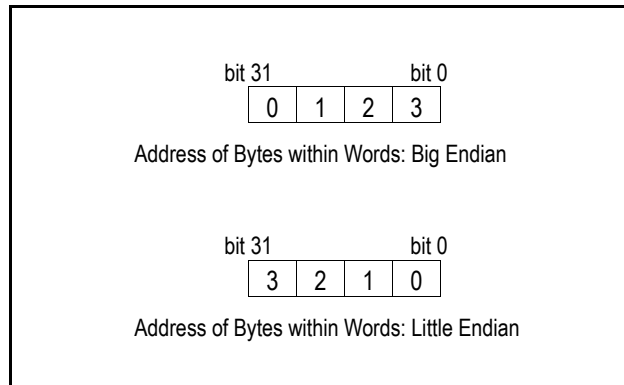 bit 31 bit 0
0 1 2 3
Address of Bytes within Words: Big Endian
bit 31 bit 0
3 2 1 0
Address of Bytes within Words: Little Endian